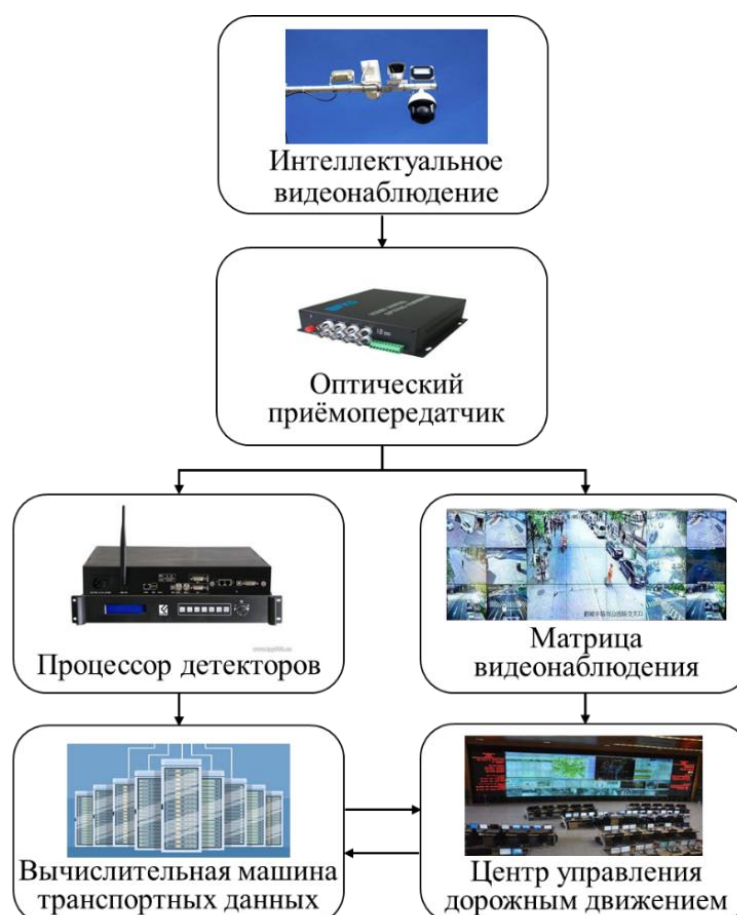 Интеллектуальное
видеонаблюдение
Оптический
приёмопередатчик
Процессор детекторов
Матрица
видеонаблюдения
Вычислительная машина
транспортных данных
Центр управления
дорожным движением